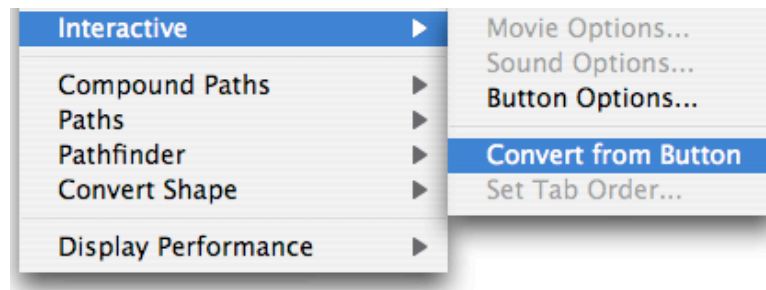 Interactive
Compound Paths
Paths
Pathfinder
Convert Shape
Display Performance
Movie Options...
Sound Options...
Button Options...
Convert from Button
Set Tab Order...